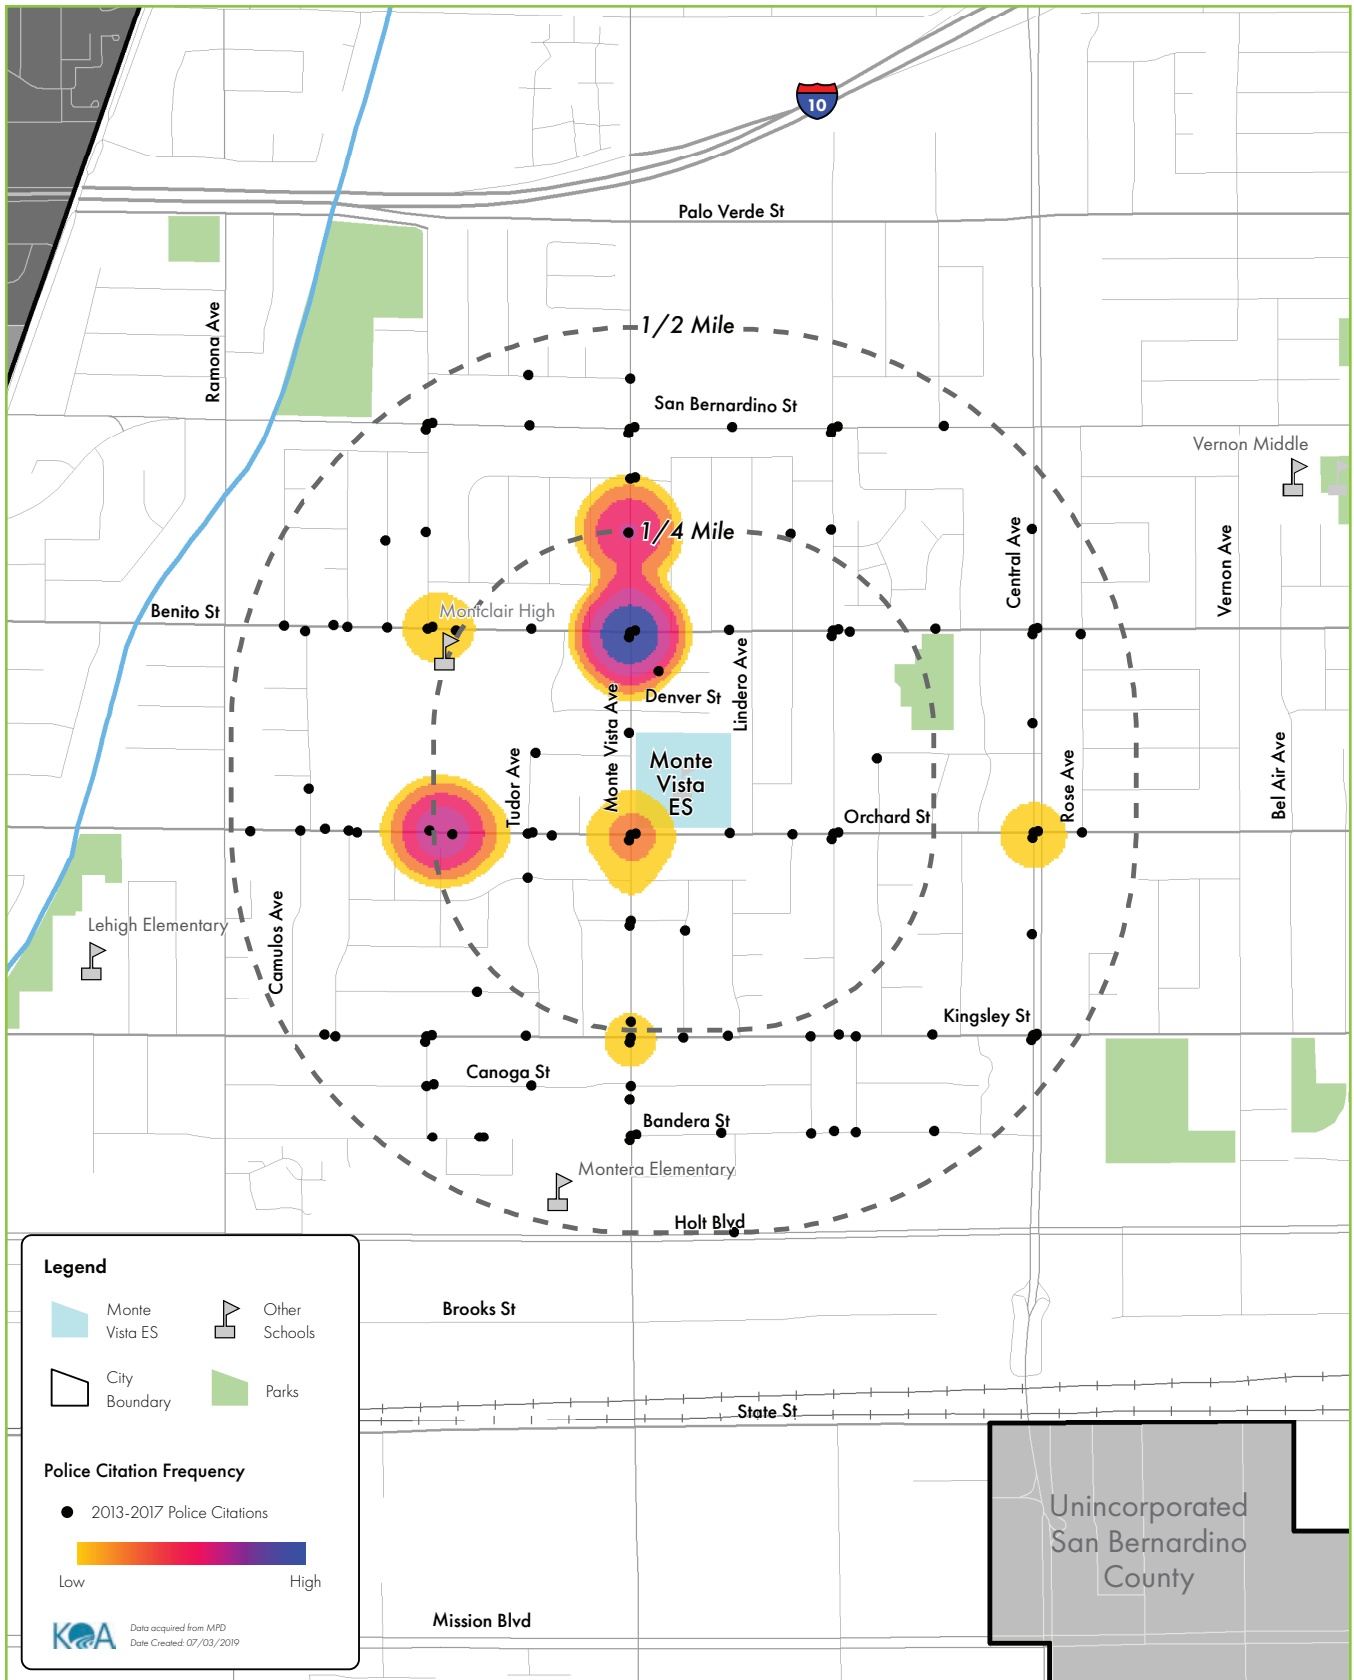 10
Palo Verde St
Ramona Ave
1/2 Mile
San Bernardino St
Vernon Middle
1/4 Mile
Central Ave
Vernon Ave
Benito St
Montclair High
Lindero Ave
Denver St
Monte Vista Ave
Monte
Vista
ES
Tudor Ave
Rose Ave
Bel Air Ave
Orchard St
Camulos Ave
Lehigh Elementary
Kingsley St
Canoga St
Bandera St
Montera Elementary
Holt Blvd
Brooks St
State St
Mission Blvd
Unincorporated
San Bernardino
County
Legend
Monte
Vista ES
Other
Schools
City
Boundary
Parks
Police Citation Frequency
2013-2017 Police Citations
Low
High
KOA
Data acquired from MPD
Date Created: 07/03/2019